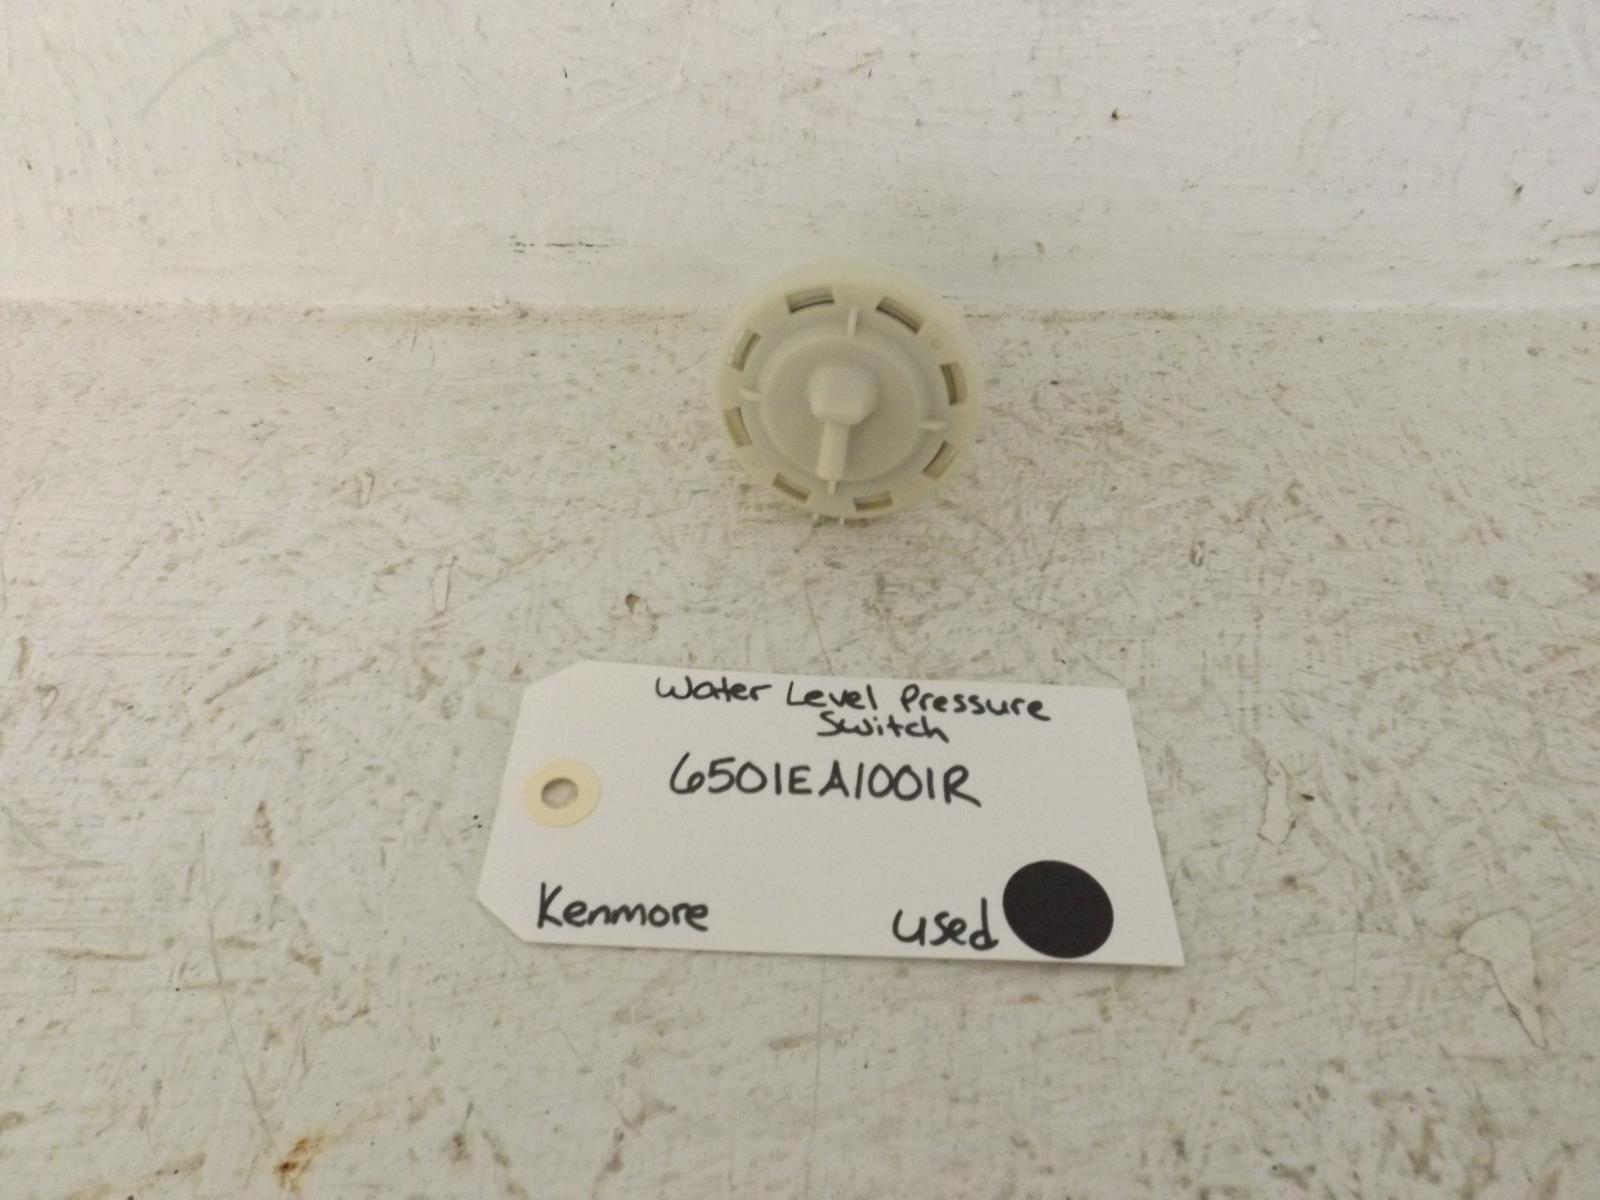 Water Level Pressure
Switch
6501EA1001R
Kenmore
used